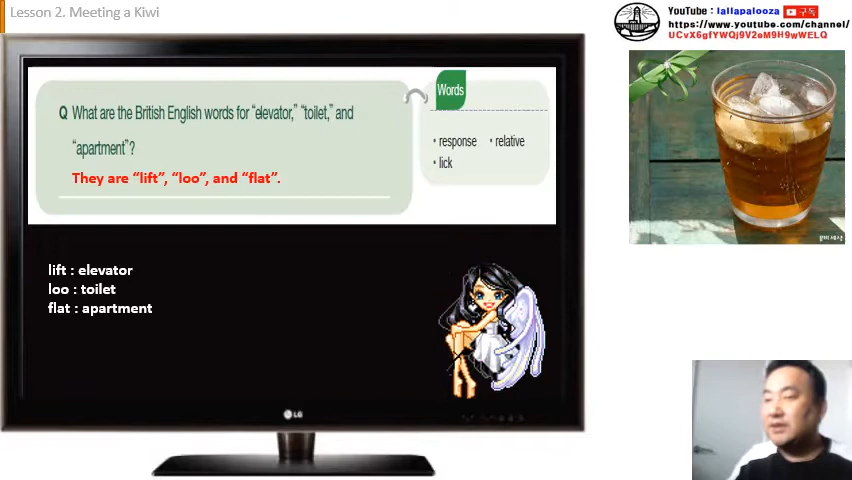 Lesson 2. Meeting a Kiwi
YouTube : lallapalooza 구독
https://www.youtube.com/channel/
UCvX6gfYWQj9V2eM9H9wWELQ
Q What are the British English words for “elevator,” “toilet,” and
“apartment”?
They are “lift”, “loo”, and “flat”.
Words
• response • relative
• lick
lift : elevator
loo : toilet
flat : apartment
LG